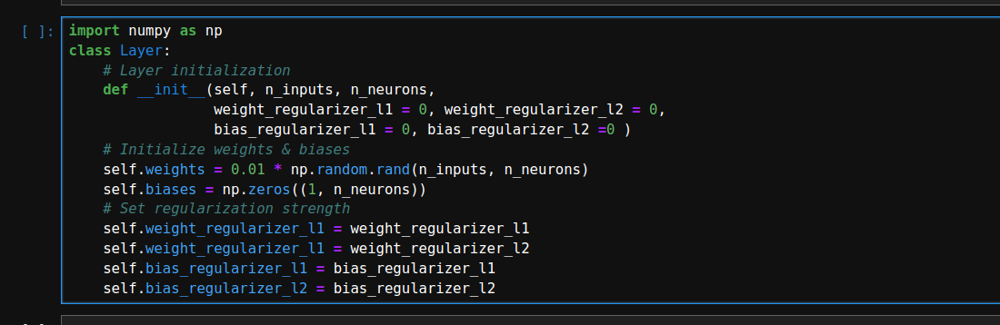 [ ]:
import numpy as np
class Layer:
    # Layer initialization
    def __init__(self, n_inputs, n_neurons,
                 weight_regularizer_l1 = 0, weight_regularizer_l2 = 0,
                 bias_regularizer_l1 = 0, bias_regularizer_l2 =0 )
    # Initialize weights & biases
    self.weights = 0.01 * np.random.rand(n_inputs, n_neurons)
    self.biases = np.zeros((1, n_neurons))
    # Set regularization strength
    self.weight_regularizer_l1 = weight_regularizer_l1
    self.weight_regularizer_l1 = weight_regularizer_l2
    self.bias_regularizer_l1 = bias_regularizer_l1
    self.bias_regularizer_l2 = bias_regularizer_l2